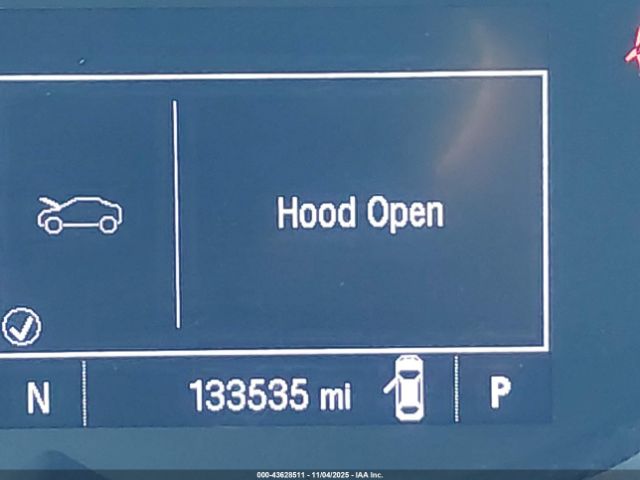 Hood Open
N 133535 mi P
000-43628511 - 11/04/2025 - IAA Inc.